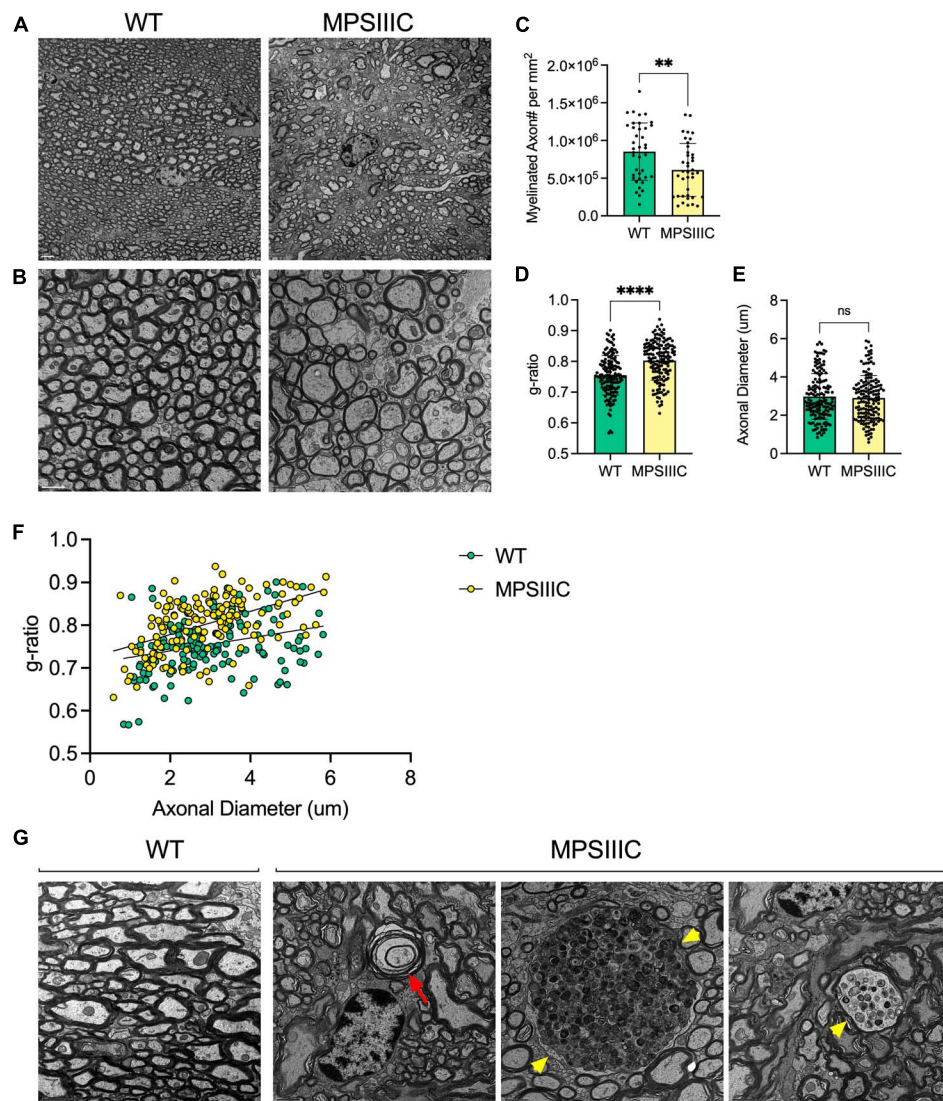 A
WT
MPSIIIC
B
C
Myelinated Axon# per mm2
2.0×10⁶
1.5×10⁶
1.0×10⁶
5.0×10⁵
0.0
**
WT MPSIIIC
D
g-ratio
1.0
0.9
0.8
0.7
0.6
0.5
****
WT MPSIIIC
E
Axonal Diameter (um)
8
6
4
2
0
ns
WT MPSIIIC
F
g-ratio
1.0
0.9
0.8
0.7
0.6
0.5
0 2 4 6 8
Axonal Diameter (um)
WT
MPSIIIC
G
WT
MPSIIIC